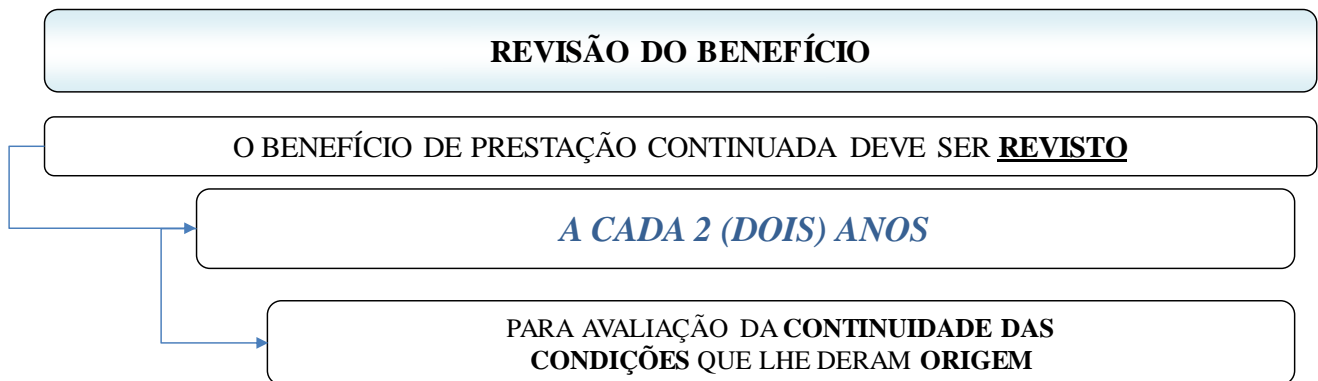 REVISÃO DO BENEFÍCIO
O BENEFÍCIO DE PRESTAÇÃO CONTINUADA DEVE SER REVISTO
A CADA 2 (DOIS) ANOS
PARA AVALIAÇÃO DA CONTINUIDADE DAS
CONDIÇÕES QUE LHE DERAM ORIGEM